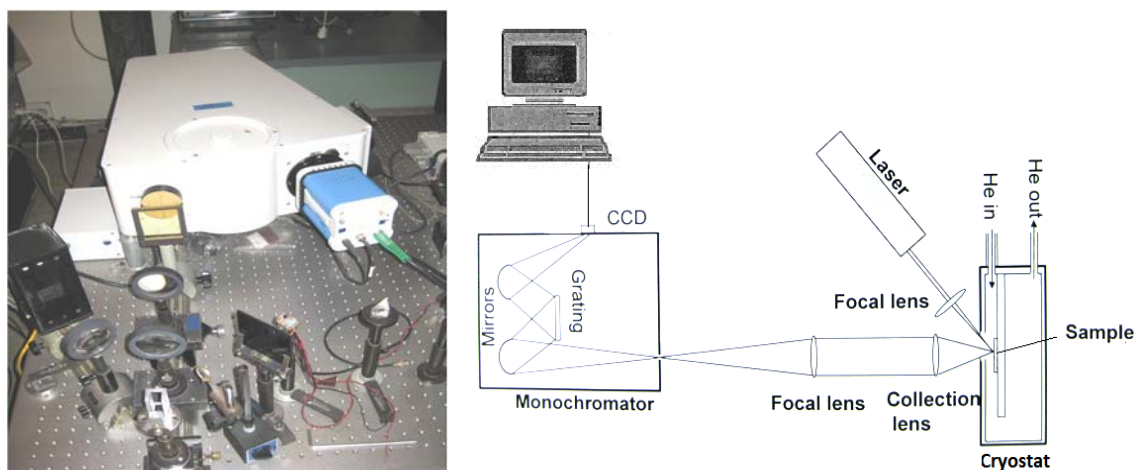 CCD
Mirrors
Grating
Monochromator
Laser
Focal lens
Focal lens
Collection
lens
He in
He out
Sample
Cryostat